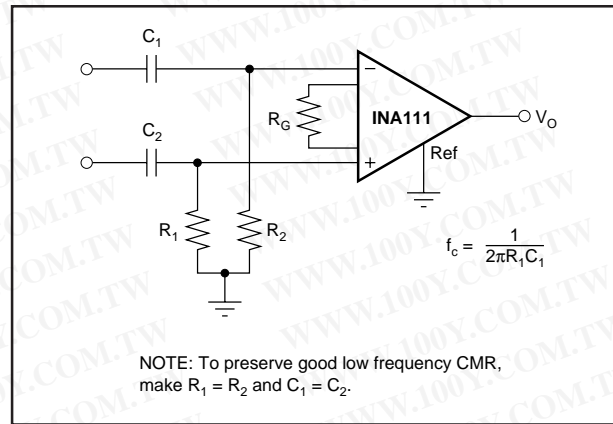 C1
C2
RG
−
INA111
+
Ref
VO
R1
R2
fc = 1 / 2πR1C1
NOTE: To preserve good low frequency CMR,
make R1 = R2 and C1 = C2.
WWW.100Y.COM.TW